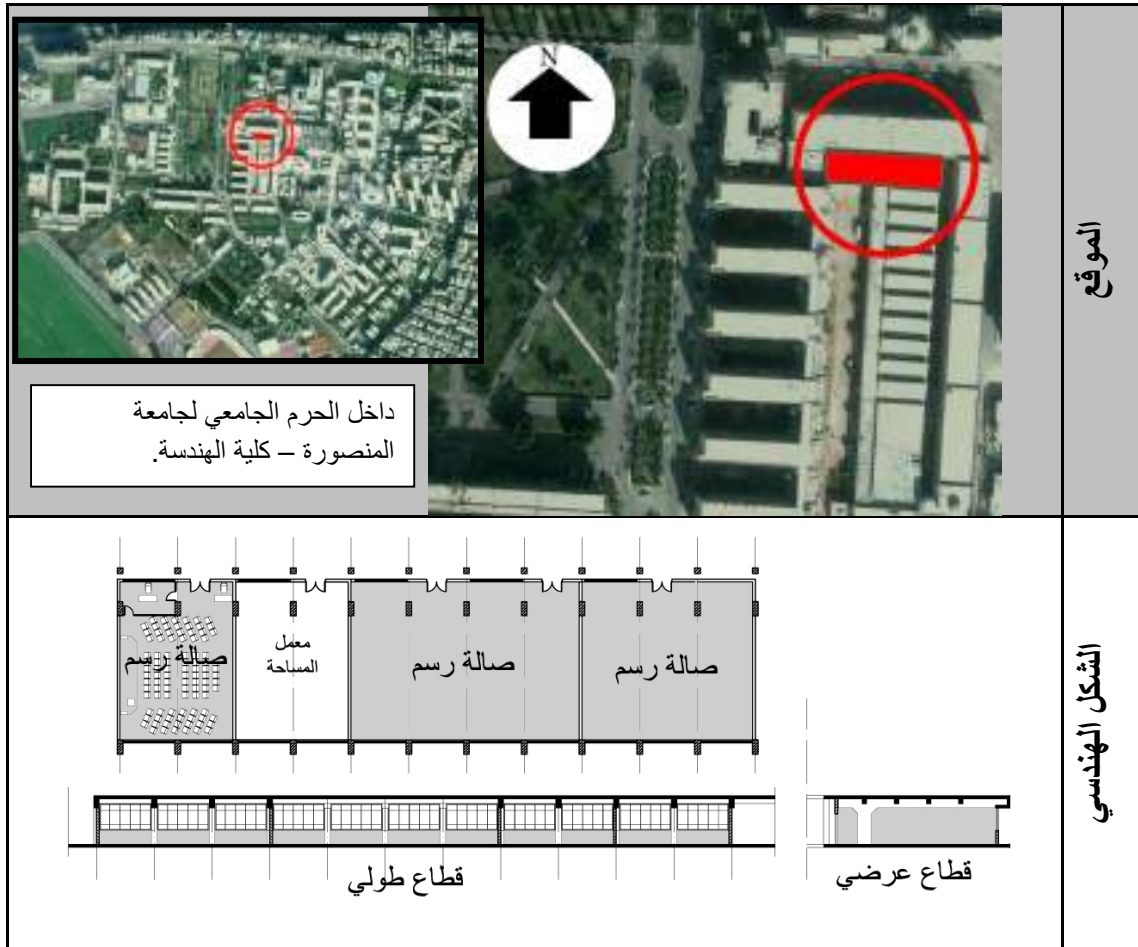 الموقع
N
داخل الحرم الجامعي لجامعة
المنصورة – كلية الهندسة.
الشكل الهندسي
صالة رسم
صالة رسم
معمل
المساحة
صالة رسم
قطاع عرضي
قطاع طولي